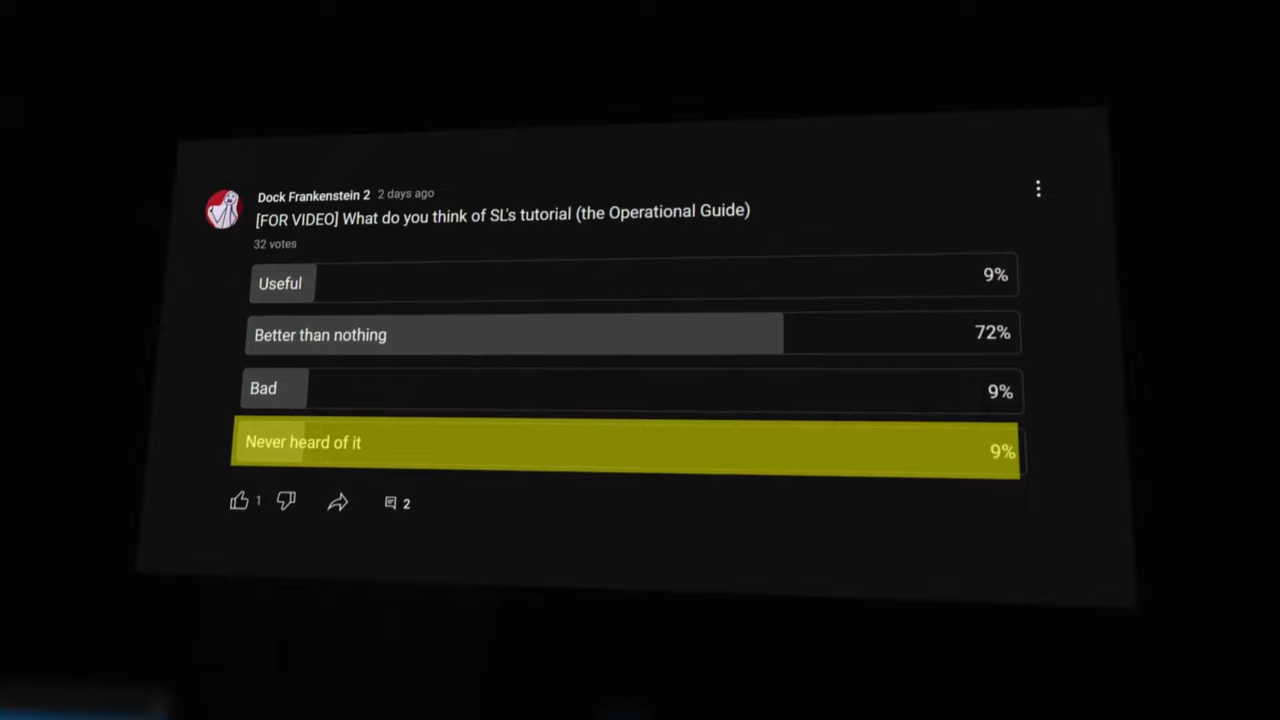 Dock Frankenstein 2 2 days ago
[FOR VIDEO] What do you think of SL's tutorial (the Operational Guide)
32 votes
Useful 9%
Better than nothing 72%
Bad 9%
Never heard of it 9%
1 2